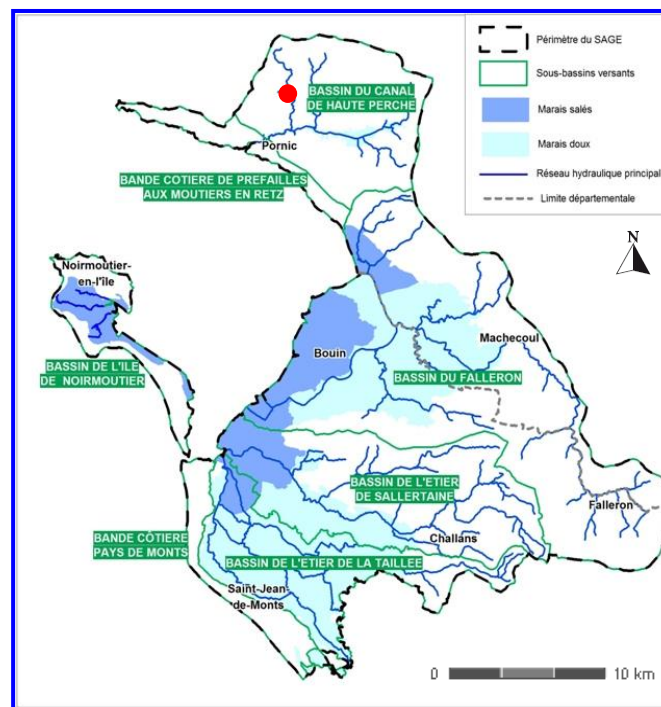 Périmètre du SAGE
Sous-bassins versants
Marais salés
Marais doux
Réseau hydraulique principal
Limite départementale
N
BASSIN DU CANAL
DE HAUTE PERCHE
Pornic
BANDE COTIERE DE PREFAILLES
AUX MOUTIERS EN RETZ
Noirmoutier-
en-l'île
BASSIN DE L'ILE
DE NOIRMOUTIER
Bouin
Machecoul
BASSIN DU FALLERON
BASSIN DE L'ETIER
DE SALLERTAINE
Falleron
Challans
BANDE CÔTIERE
PAYS DE MONTS
BASSIN DE L'ETIER DE LA TAILLEE
Saint-Jean
-de-Monts
0 10 km